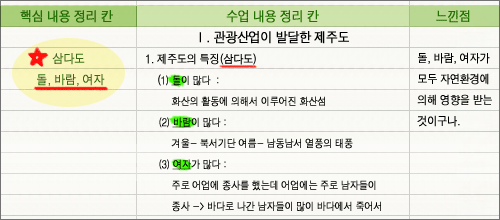 핵심 내용 정리 칸
수업 내용 정리 칸
느낀점
Ⅰ. 관광산업이 발달한 제주도
삼다도
돌, 바람, 여자
1. 제주도의 특징(삼다도)
(1) 돌이 많다 :
화산의 활동에 의해서 이루어진 화산섬
(2) 바람이 많다 :
겨울- 북서기단 여름- 남동남서 열풍의 태풍
(3) 여자가 많다 :
주로 어업에 종사를 했는데 어업에는 주로 남자들이
종사 -> 바다로 나간 남자들이 많이 바다에서 죽어서
돌, 바람, 여자가
모두 자연환경에
의해 영향을 받는
것이구나.